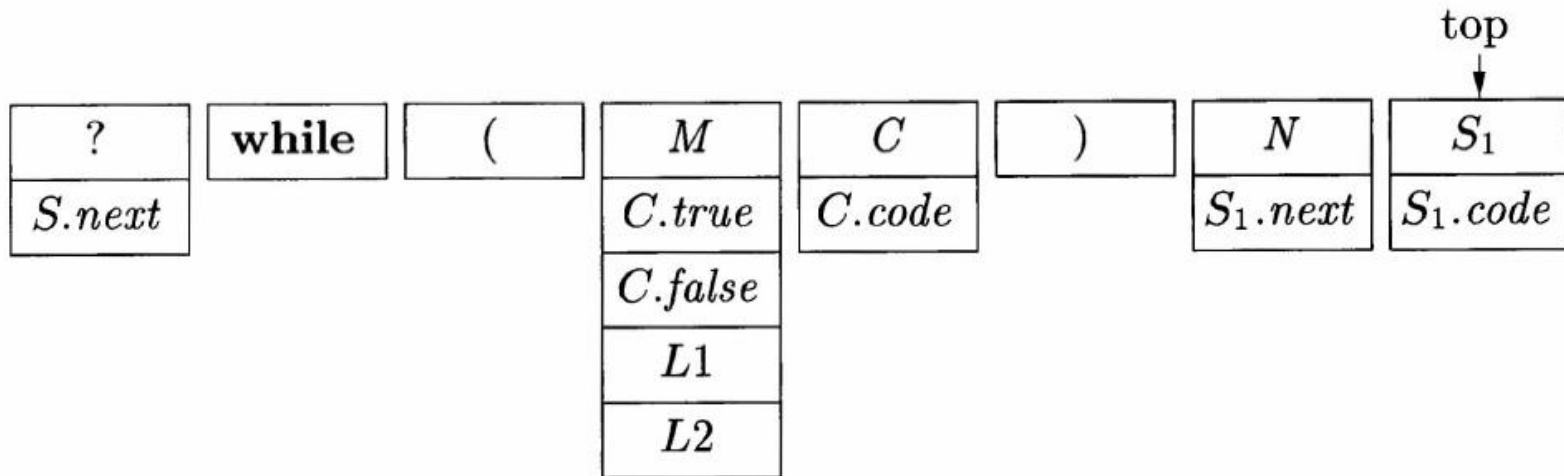 top
? while ( M C ) N S₁
S.next C.true C.code S₁.next S₁.code
C.false
L1
L2